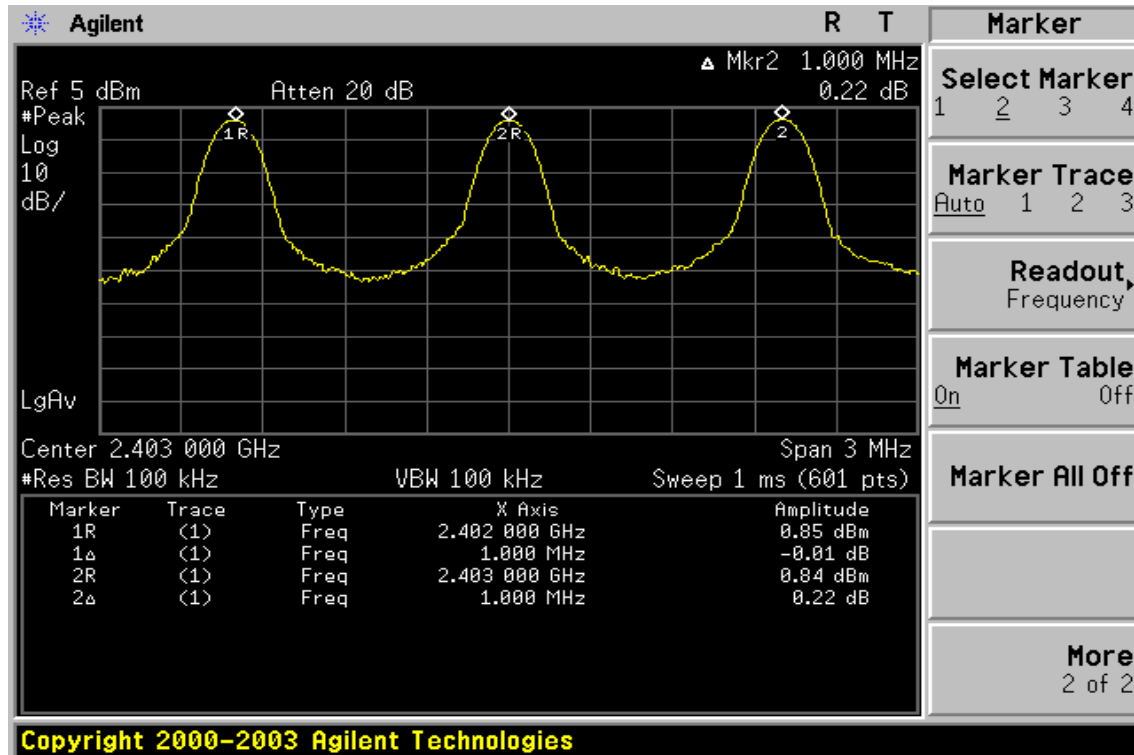 Agilent R T Marker
Δ Mkr2 1.000 MHz
Ref 5 dBm Atten 20 dB 0.22 dB
#Peak
Log
10
dB/
1R 2R 2
LgAv
Center 2.403 000 GHz Span 3 MHz
#Res BW 100 kHz VBW 100 kHz Sweep 1 ms (601 pts)
Marker Trace Type X Axis Amplitude
1R (1) Freq 2.402 000 GHz 0.85 dBm
1Δ (1) Freq 1.000 MHz -0.01 dB
2R (1) Freq 2.403 000 GHz 0.84 dBm
2Δ (1) Freq 1.000 MHz 0.22 dB
Select Marker
1 2 3 4
Marker Trace
Auto 1 2 3
Readout
Frequency
Marker Table
On Off
Marker All Off
More
2 of 2
Copyright 2000-2003 Agilent Technologies